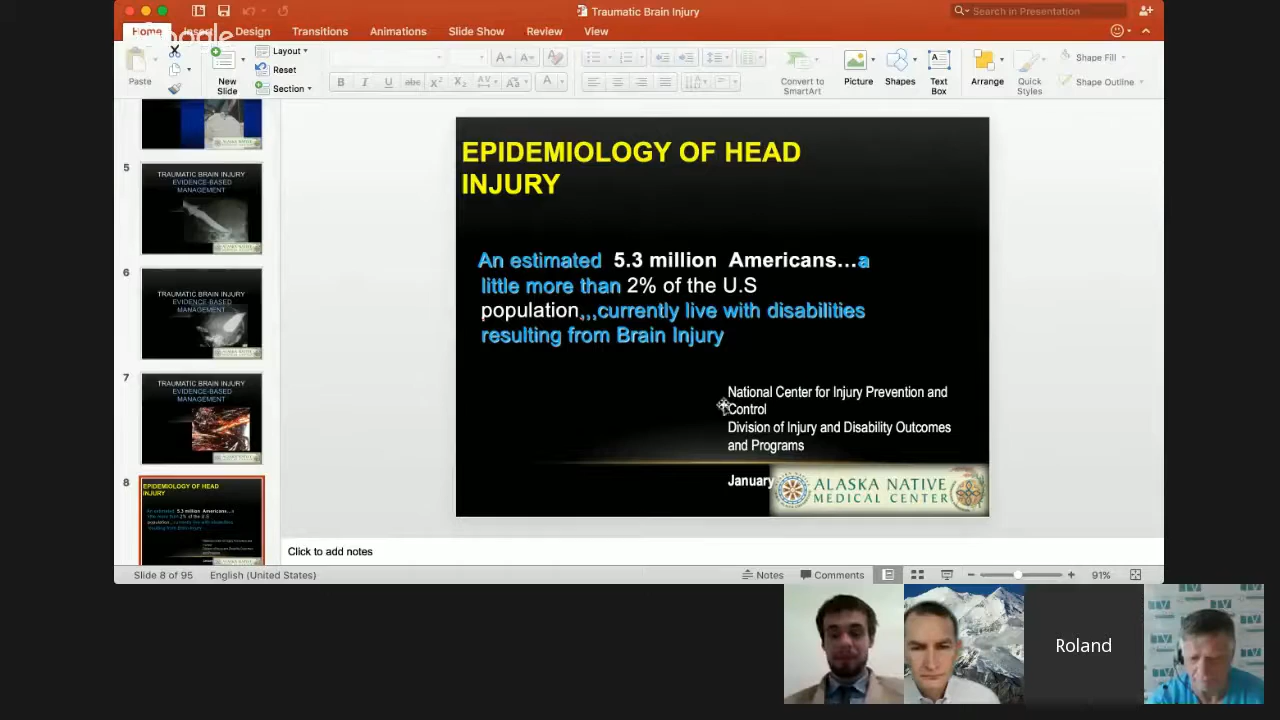 Traumatic Brain Injury
Search in Presentation
Home Insert Design Transitions Animations Slide Show Review View
Google
Paste
New
Slide
Layout
Reset
Section
B I U abc X₂ X² AV Aa A
Convert to
SmartArt
Picture
Shapes
Text
Box
Arrange
Quick
Styles
Shape Fill
Shape Outline
5
TRAUMATIC BRAIN INJURY
EVIDENCE-BASED
MANAGEMENT
6
TRAUMATIC BRAIN INJURY
EVIDENCE-BASED
MANAGEMENT
7
TRAUMATIC BRAIN INJURY
EVIDENCE-BASED
MANAGEMENT
8
EPIDEMIOLOGY OF HEAD
INJURY
EPIDEMIOLOGY OF HEAD
INJURY
An estimated 5.3 million Americans…a
little more than 2% of the U.S
population,,,currently live with disabilities
resulting from Brain Injury
National Center for Injury Prevention and
Control
Division of Injury and Disability Outcomes
and Programs
January
ALASKA NATIVE
MEDICAL CENTER
Click to add notes
Slide 8 of 95 English (United States) Notes Comments 91%
Roland